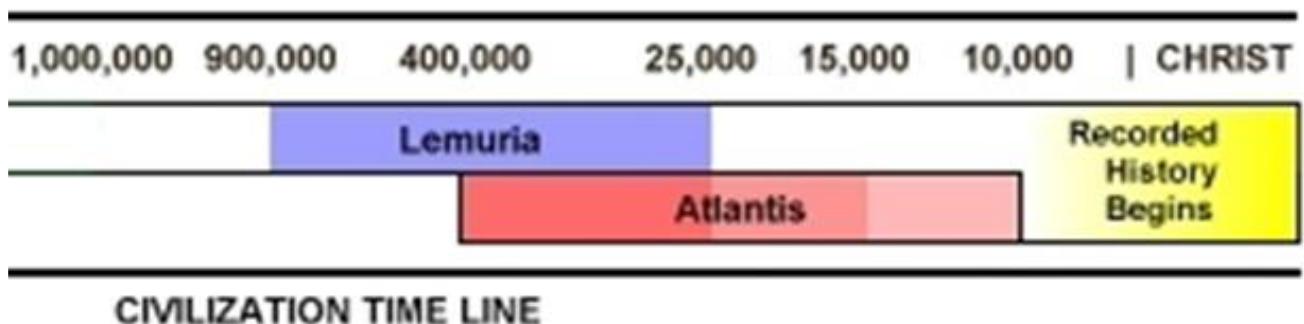 1,000,000 900,000 400,000 25,000 15,000 10,000 | CHRIST
Lemuria
Recorded
History
Begins
Atlantis
CIVILIZATION TIME LINE